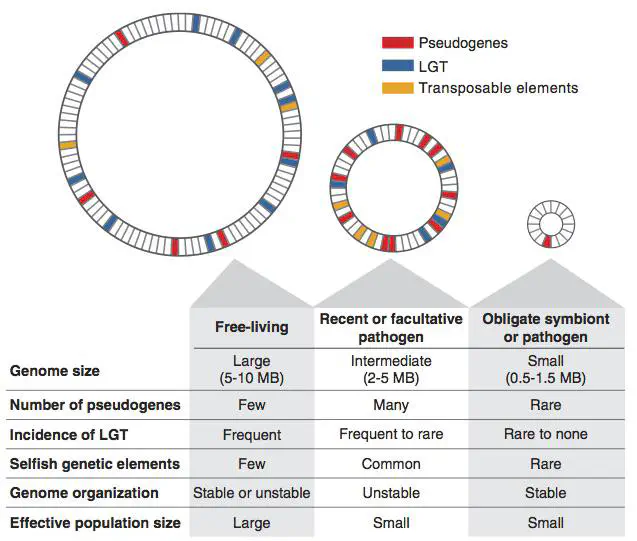 Pseudogenes
LGT
Transposable elements
Free-living
Recent or facultative
pathogen
Obligate symbiont
or pathogen
Genome size
Large
(5-10 MB)
Intermediate
(2-5 MB)
Small
(0.5-1.5 MB)
Number of pseudogenes Few Many Rare
Incidence of LGT Frequent Frequent to rare Rare to none
Selfish genetic elements Few Common Rare
Genome organization Stable or unstable Unstable Stable
Effective population size Large Small Small